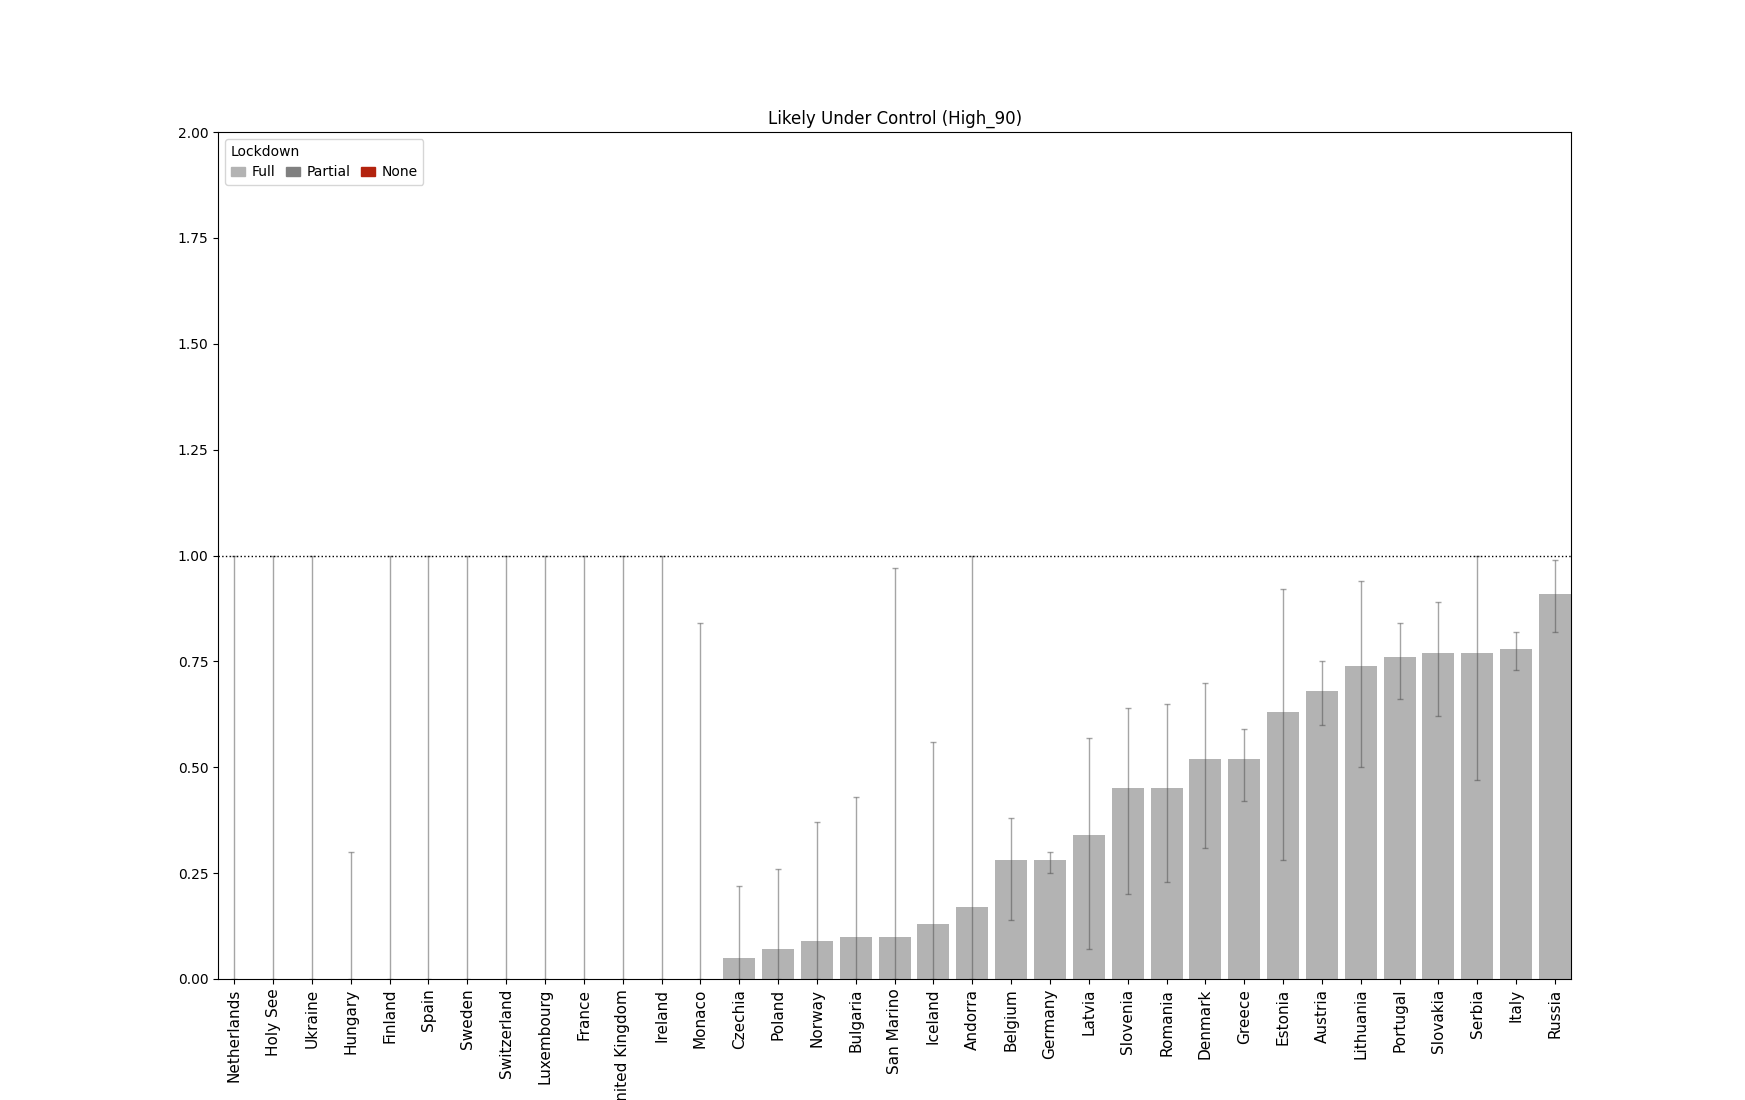 Likely Under Control (High_90)
Lockdown
Full Partial None
2.00
1.75
1.50
1.25
1.00
0.75
0.50
0.25
0.00
Netherlands
Holy See
Ukraine
Hungary
Finland
Spain
Sweden
Switzerland
Luxembourg
France
nited Kingdom
Ireland
Monaco
Czechia
Poland
Norway
Bulgaria
San Marino
Iceland
Andorra
Belgium
Germany
Latvia
Slovenia
Romania
Denmark
Greece
Estonia
Austria
Lithuania
Portugal
Slovakia
Serbia
Italy
Russia